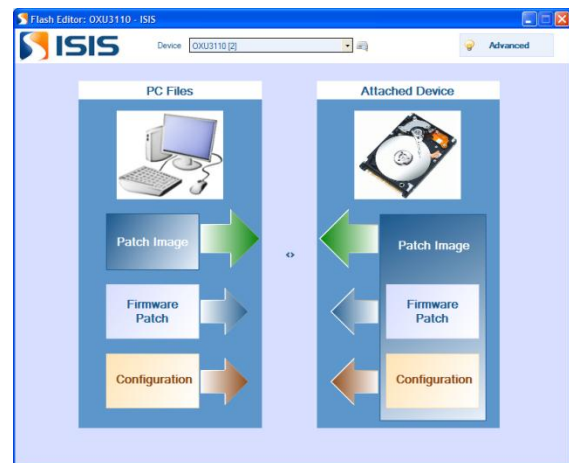 Flash Editor: OXU3110 - ISIS
ISIS
Device
OXU3110 [2]
Advanced
PC Files
Attached Device
Patch Image
Firmware
Patch
Configuration
Patch Image
Firmware
Patch
Configuration